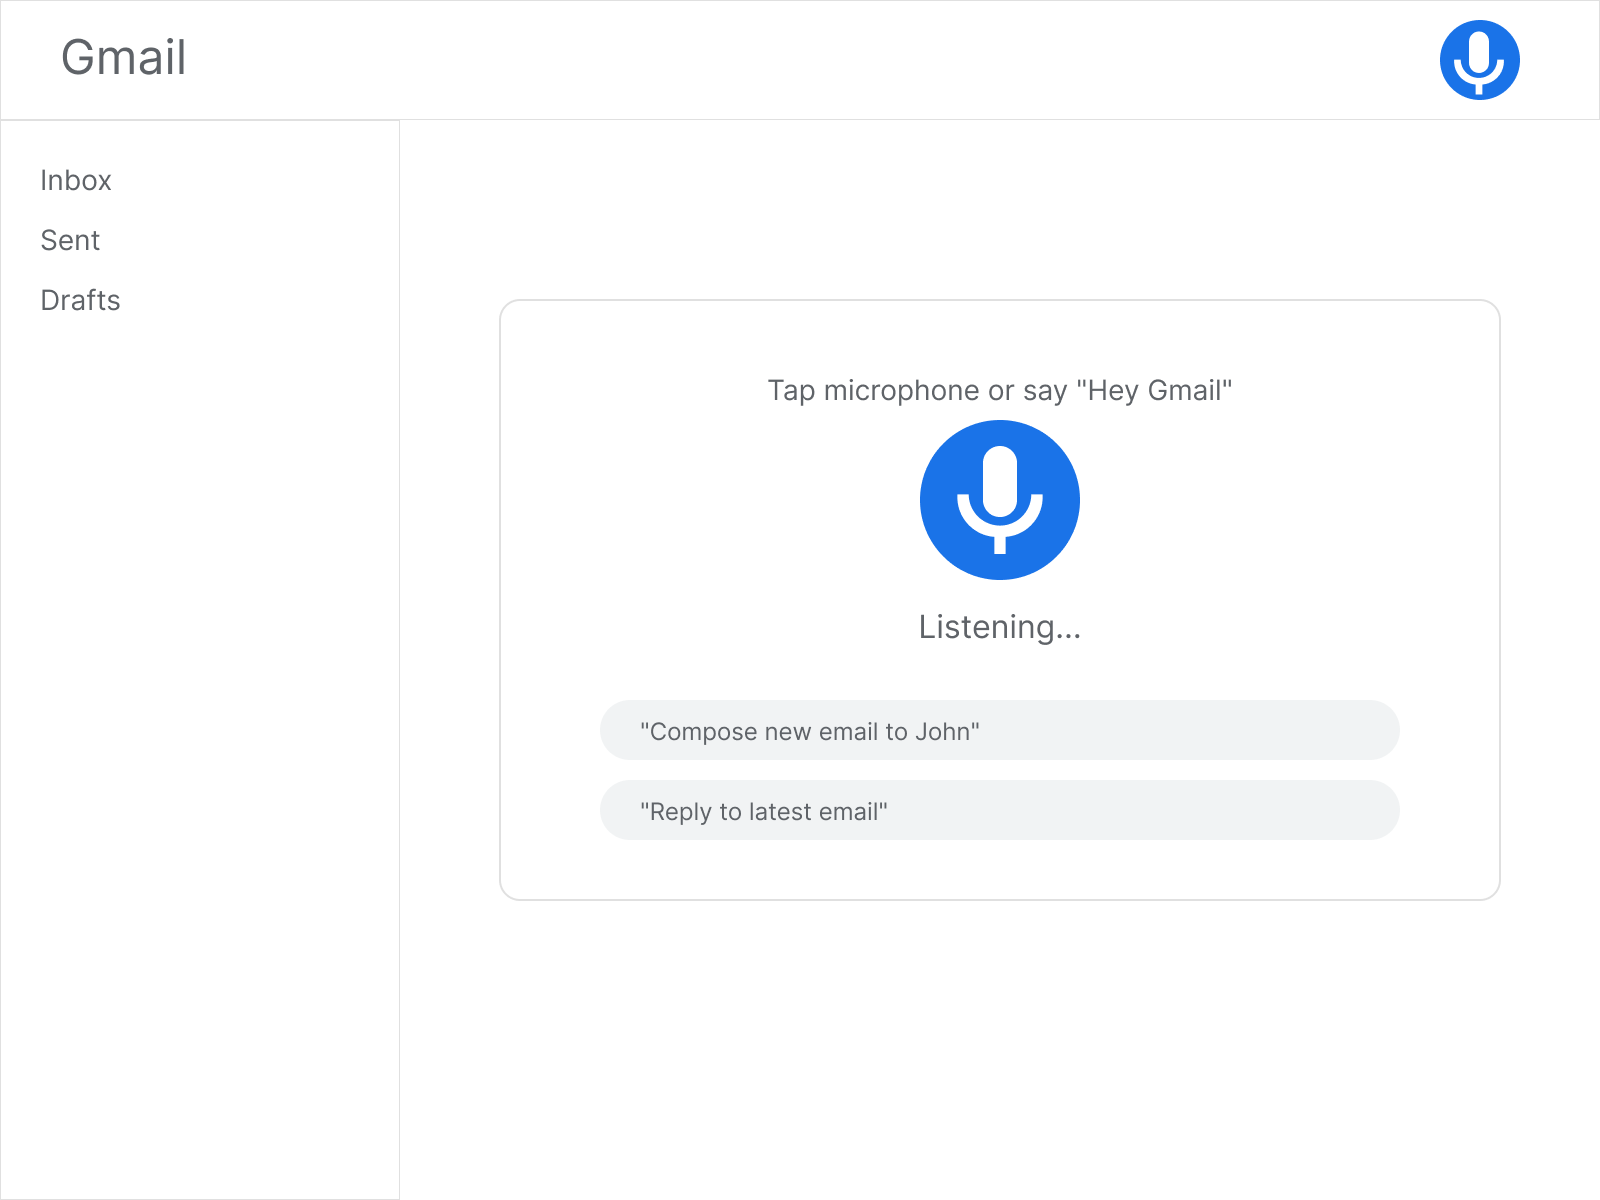 Gmail
Inbox
Sent
Drafts
Tap microphone or say "Hey Gmail"
Listening...
"Compose new email to John"
"Reply to latest email"